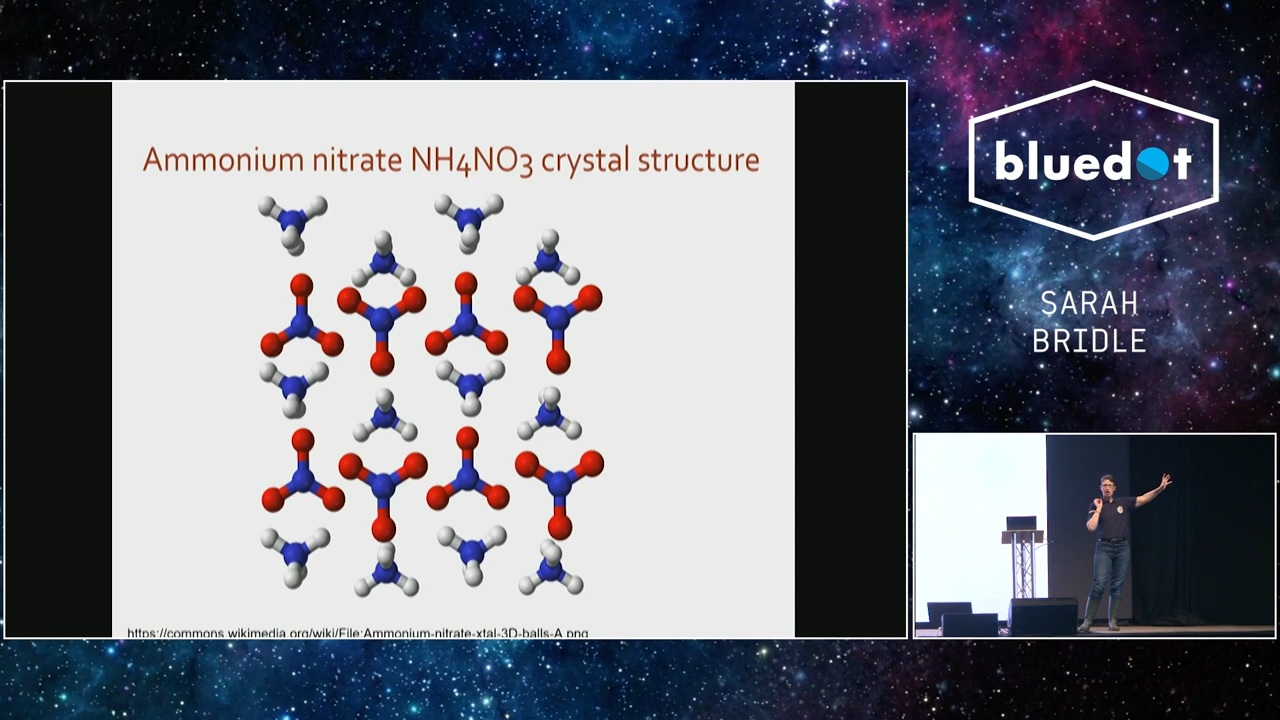 Ammonium nitrate NH4NO3 crystal structure
https://commons.wikimedia.org/wiki/File:Ammonium-nitrate-xtal-3D-balls-A.png
bluedot
SARAH
BRIDLE